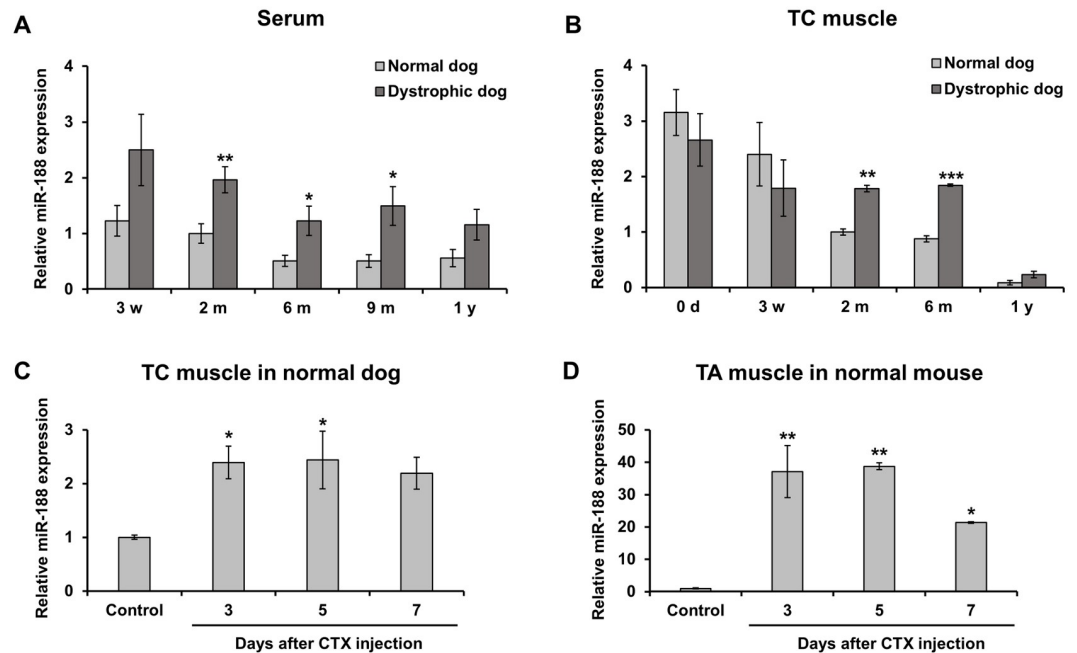 A
Serum
Relative miR-188 expression
4
3
2
1
0
Normal dog
Dystrophic dog
**
*
*
3 w 2 m 6 m 9 m 1 y
B
TC muscle
Relative miR-188 expression
4
3
2
1
0
Normal dog
Dystrophic dog
**
***
0 d 3 w 2 m 6 m 1 y
C
TC muscle in normal dog
Relative miR-188 expression
3
2
1
0
*
*
Control 3 5 7
Days after CTX injection
D
TA muscle in normal mouse
Relative miR-188 expression
50
40
30
20
10
0
**
**
*
Control 3 5 7
Days after CTX injection